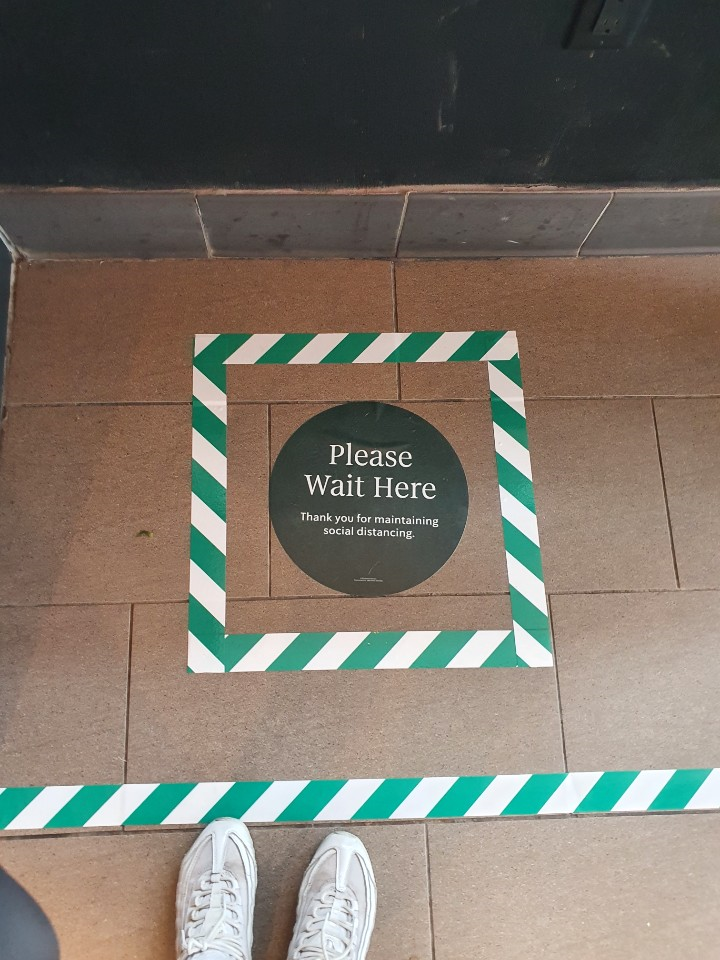 Please
Wait Here
Thank you for maintaining
social distancing.